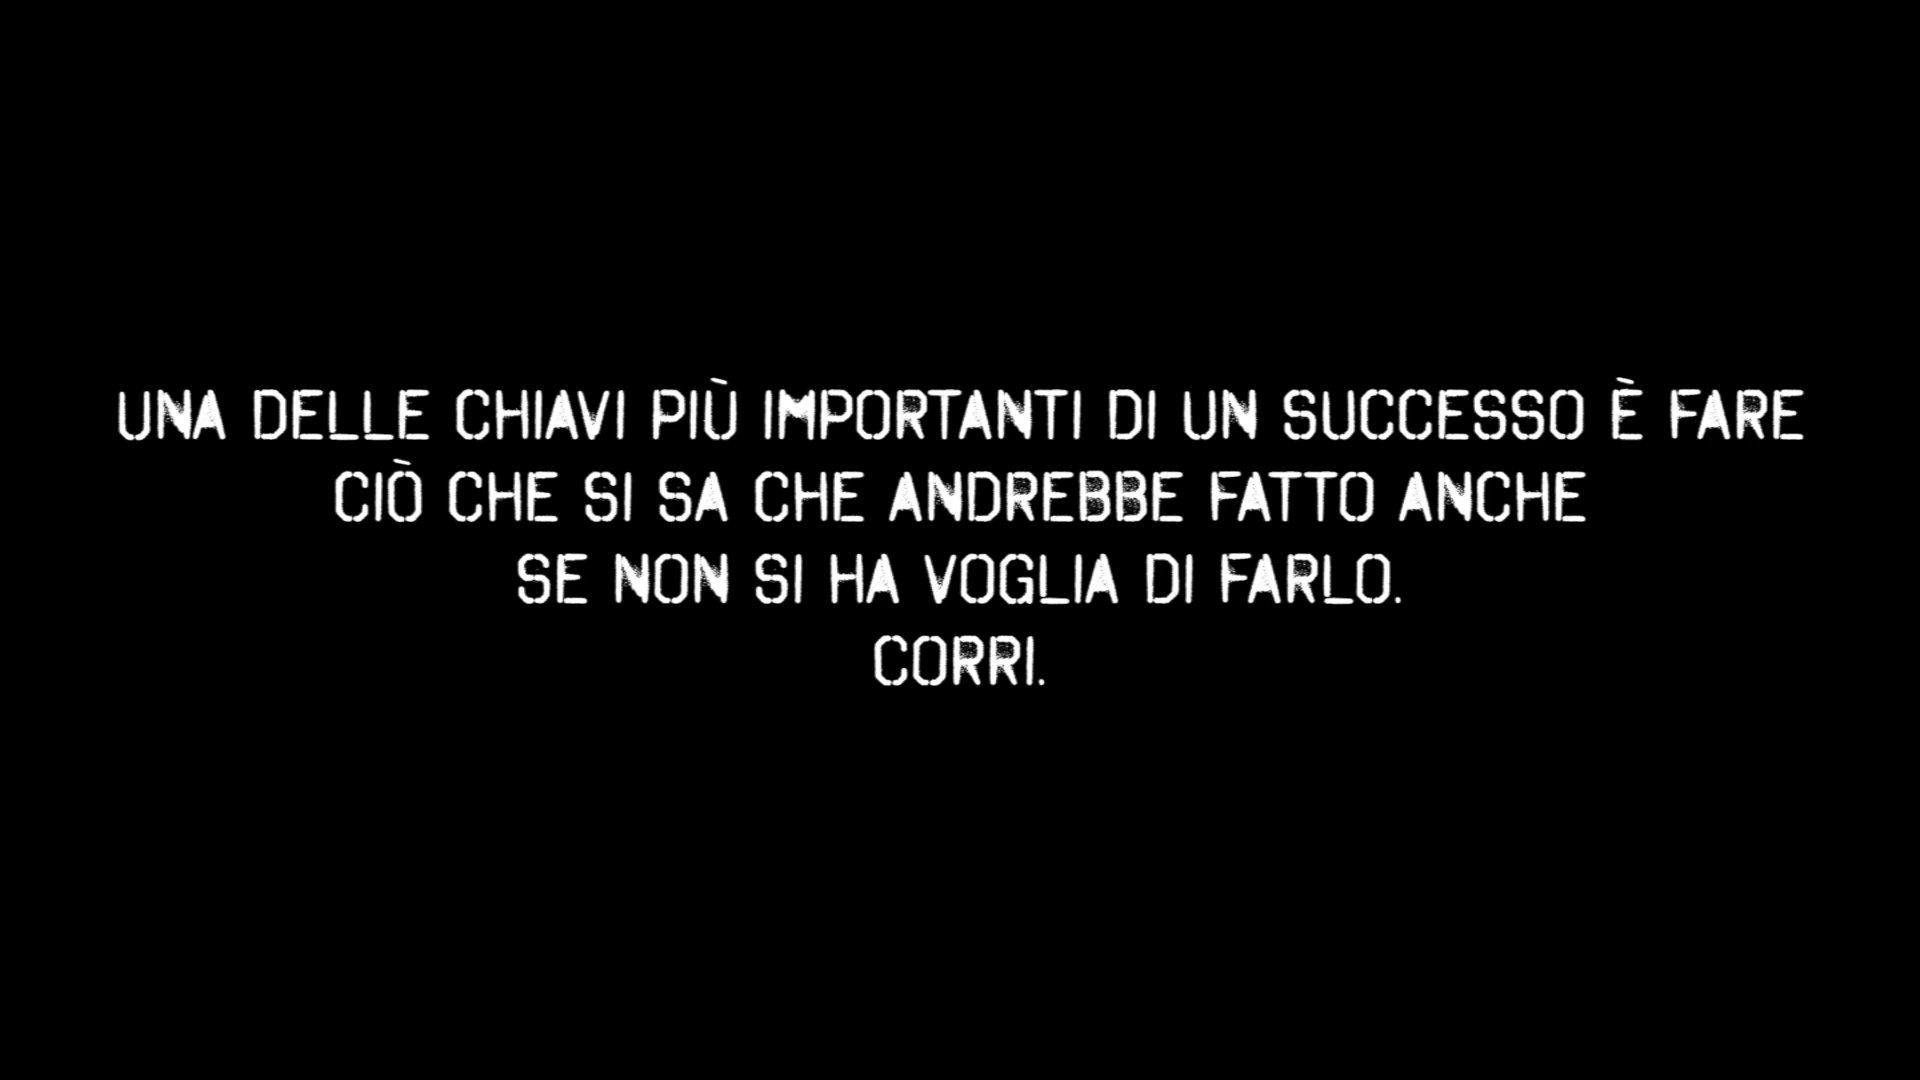 UNA DELLE CHIAVI PIÙ IMPORTANTI DI UN SUCCESSO È FARE
CIÒ CHE SI SA CHE ANDREBBE FATTO ANCHE
SE NON SI HA VOGLIA DI FARLO.
CORRI.